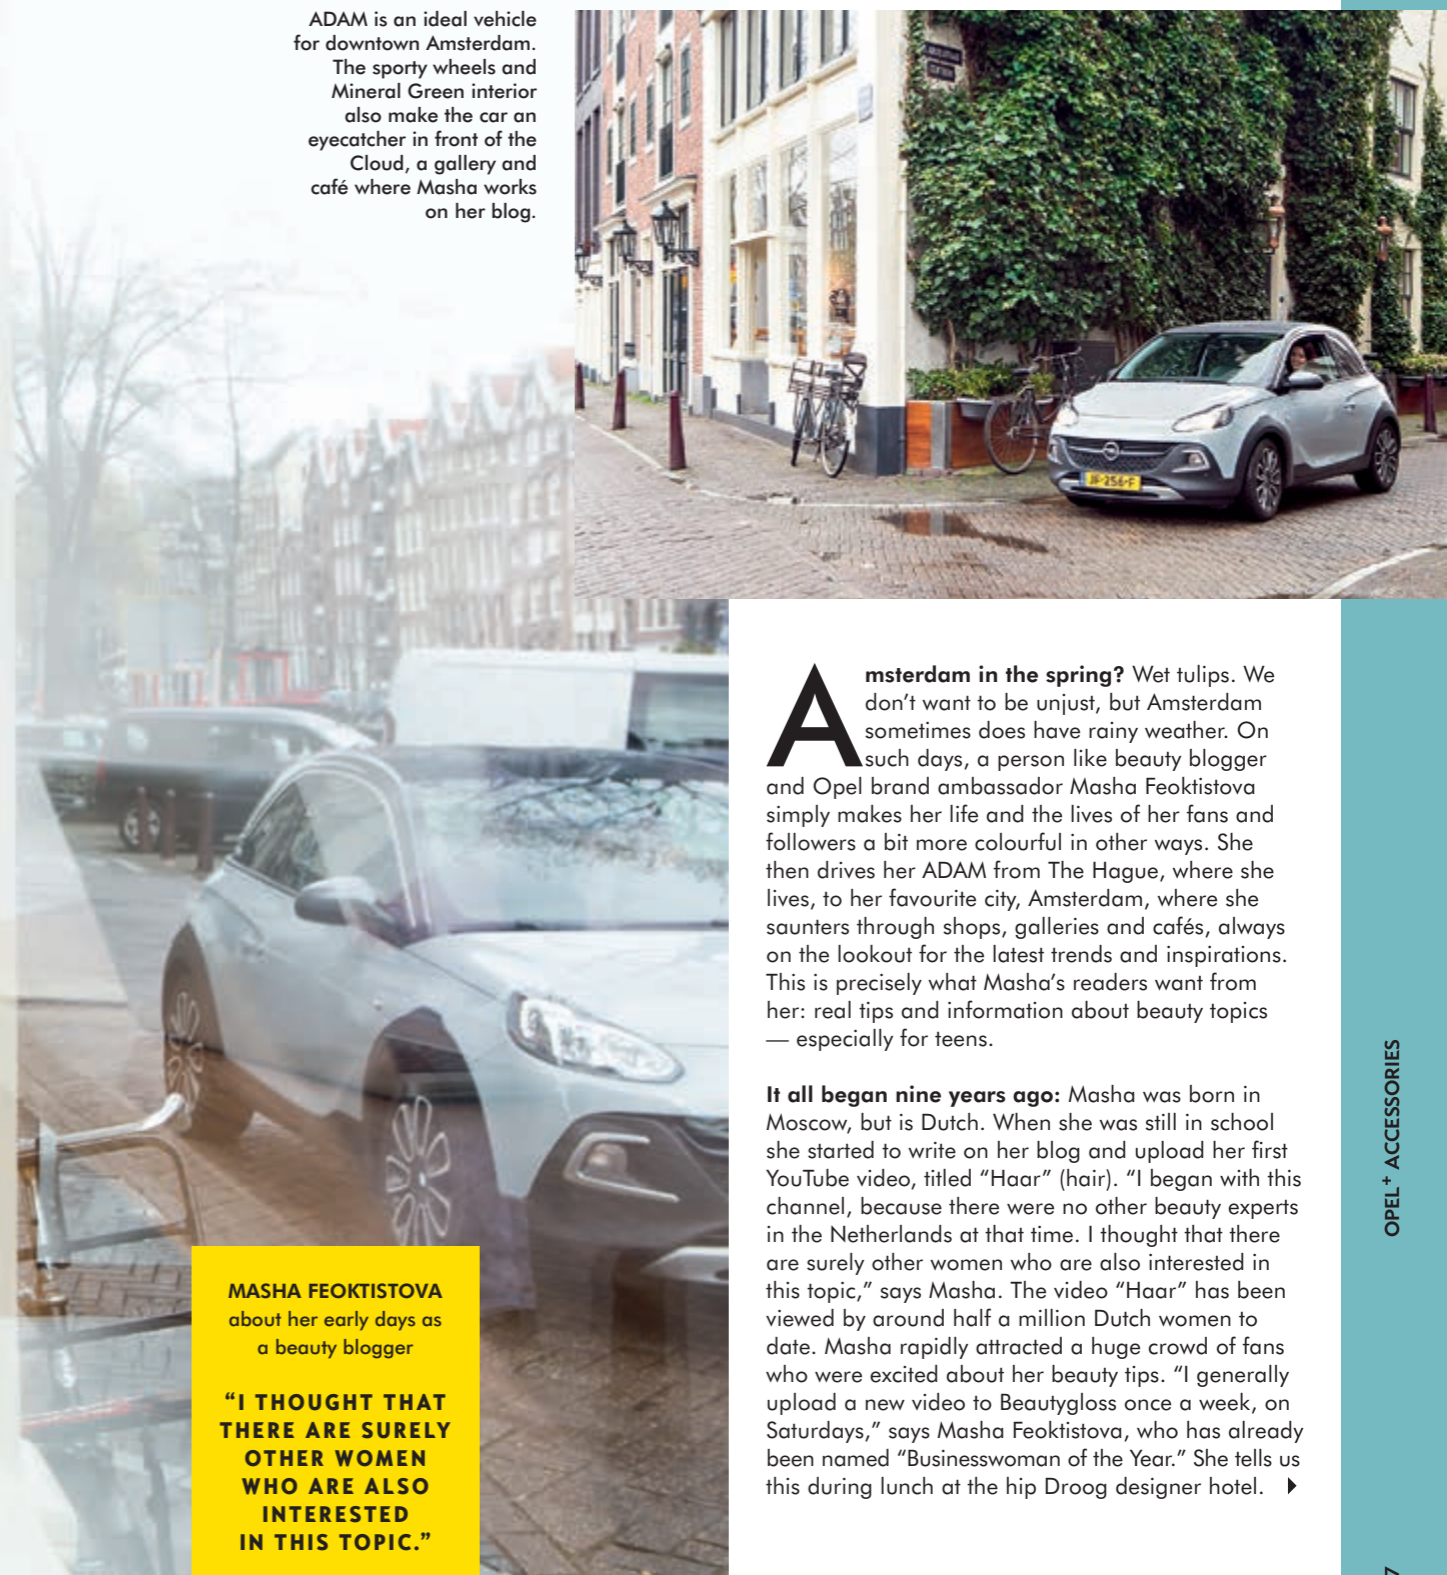 ADAM is an ideal vehicle
for downtown Amsterdam.
The sporty wheels and
Mineral Green interior
also make the car an
eyecatcher in front of the
Cloud, a gallery and
café where Masha works
on her blog.
Amsterdam in the spring? Wet tulips. We
don’t want to be unjust, but Amsterdam
sometimes does have rainy weather. On
such days, a person like beauty blogger
and Opel brand ambassador Masha Feoktistova
simply makes her life and the lives of her fans and
followers a bit more colourful in other ways. She
then drives her ADAM from The Hague, where she
lives, to her favourite city, Amsterdam, where she
saunters through shops, galleries and cafés, always
on the lookout for the latest trends and inspirations.
This is precisely what Masha’s readers want from
her: real tips and information about beauty topics
— especially for teens.
It all began nine years ago: Masha was born in
Moscow, but is Dutch. When she was still in school
she started to write on her blog and upload her first
YouTube video, titled “Haar” (hair). “I began with this
channel, because there were no other beauty experts
in the Netherlands at that time. I thought that there
are surely other women who are also interested in
this topic,” says Masha. The video “Haar” has been
viewed by around half a million Dutch women to
date. Masha rapidly attracted a huge crowd of fans
who were excited about her beauty tips. “I generally
upload a new video to Beautygloss once a week, on
Saturdays,” says Masha Feoktistova, who has already
been named “Businesswoman of the Year.” She tells us
this during lunch at the hip Droog designer hotel.
MASHA FEOKTISTOVA
about her early days as
a beauty blogger
“I THOUGHT THAT
THERE ARE SURELY
OTHER WOMEN
WHO ARE ALSO
INTERESTED
IN THIS TOPIC.”
OPEL+ ACCESSORIES